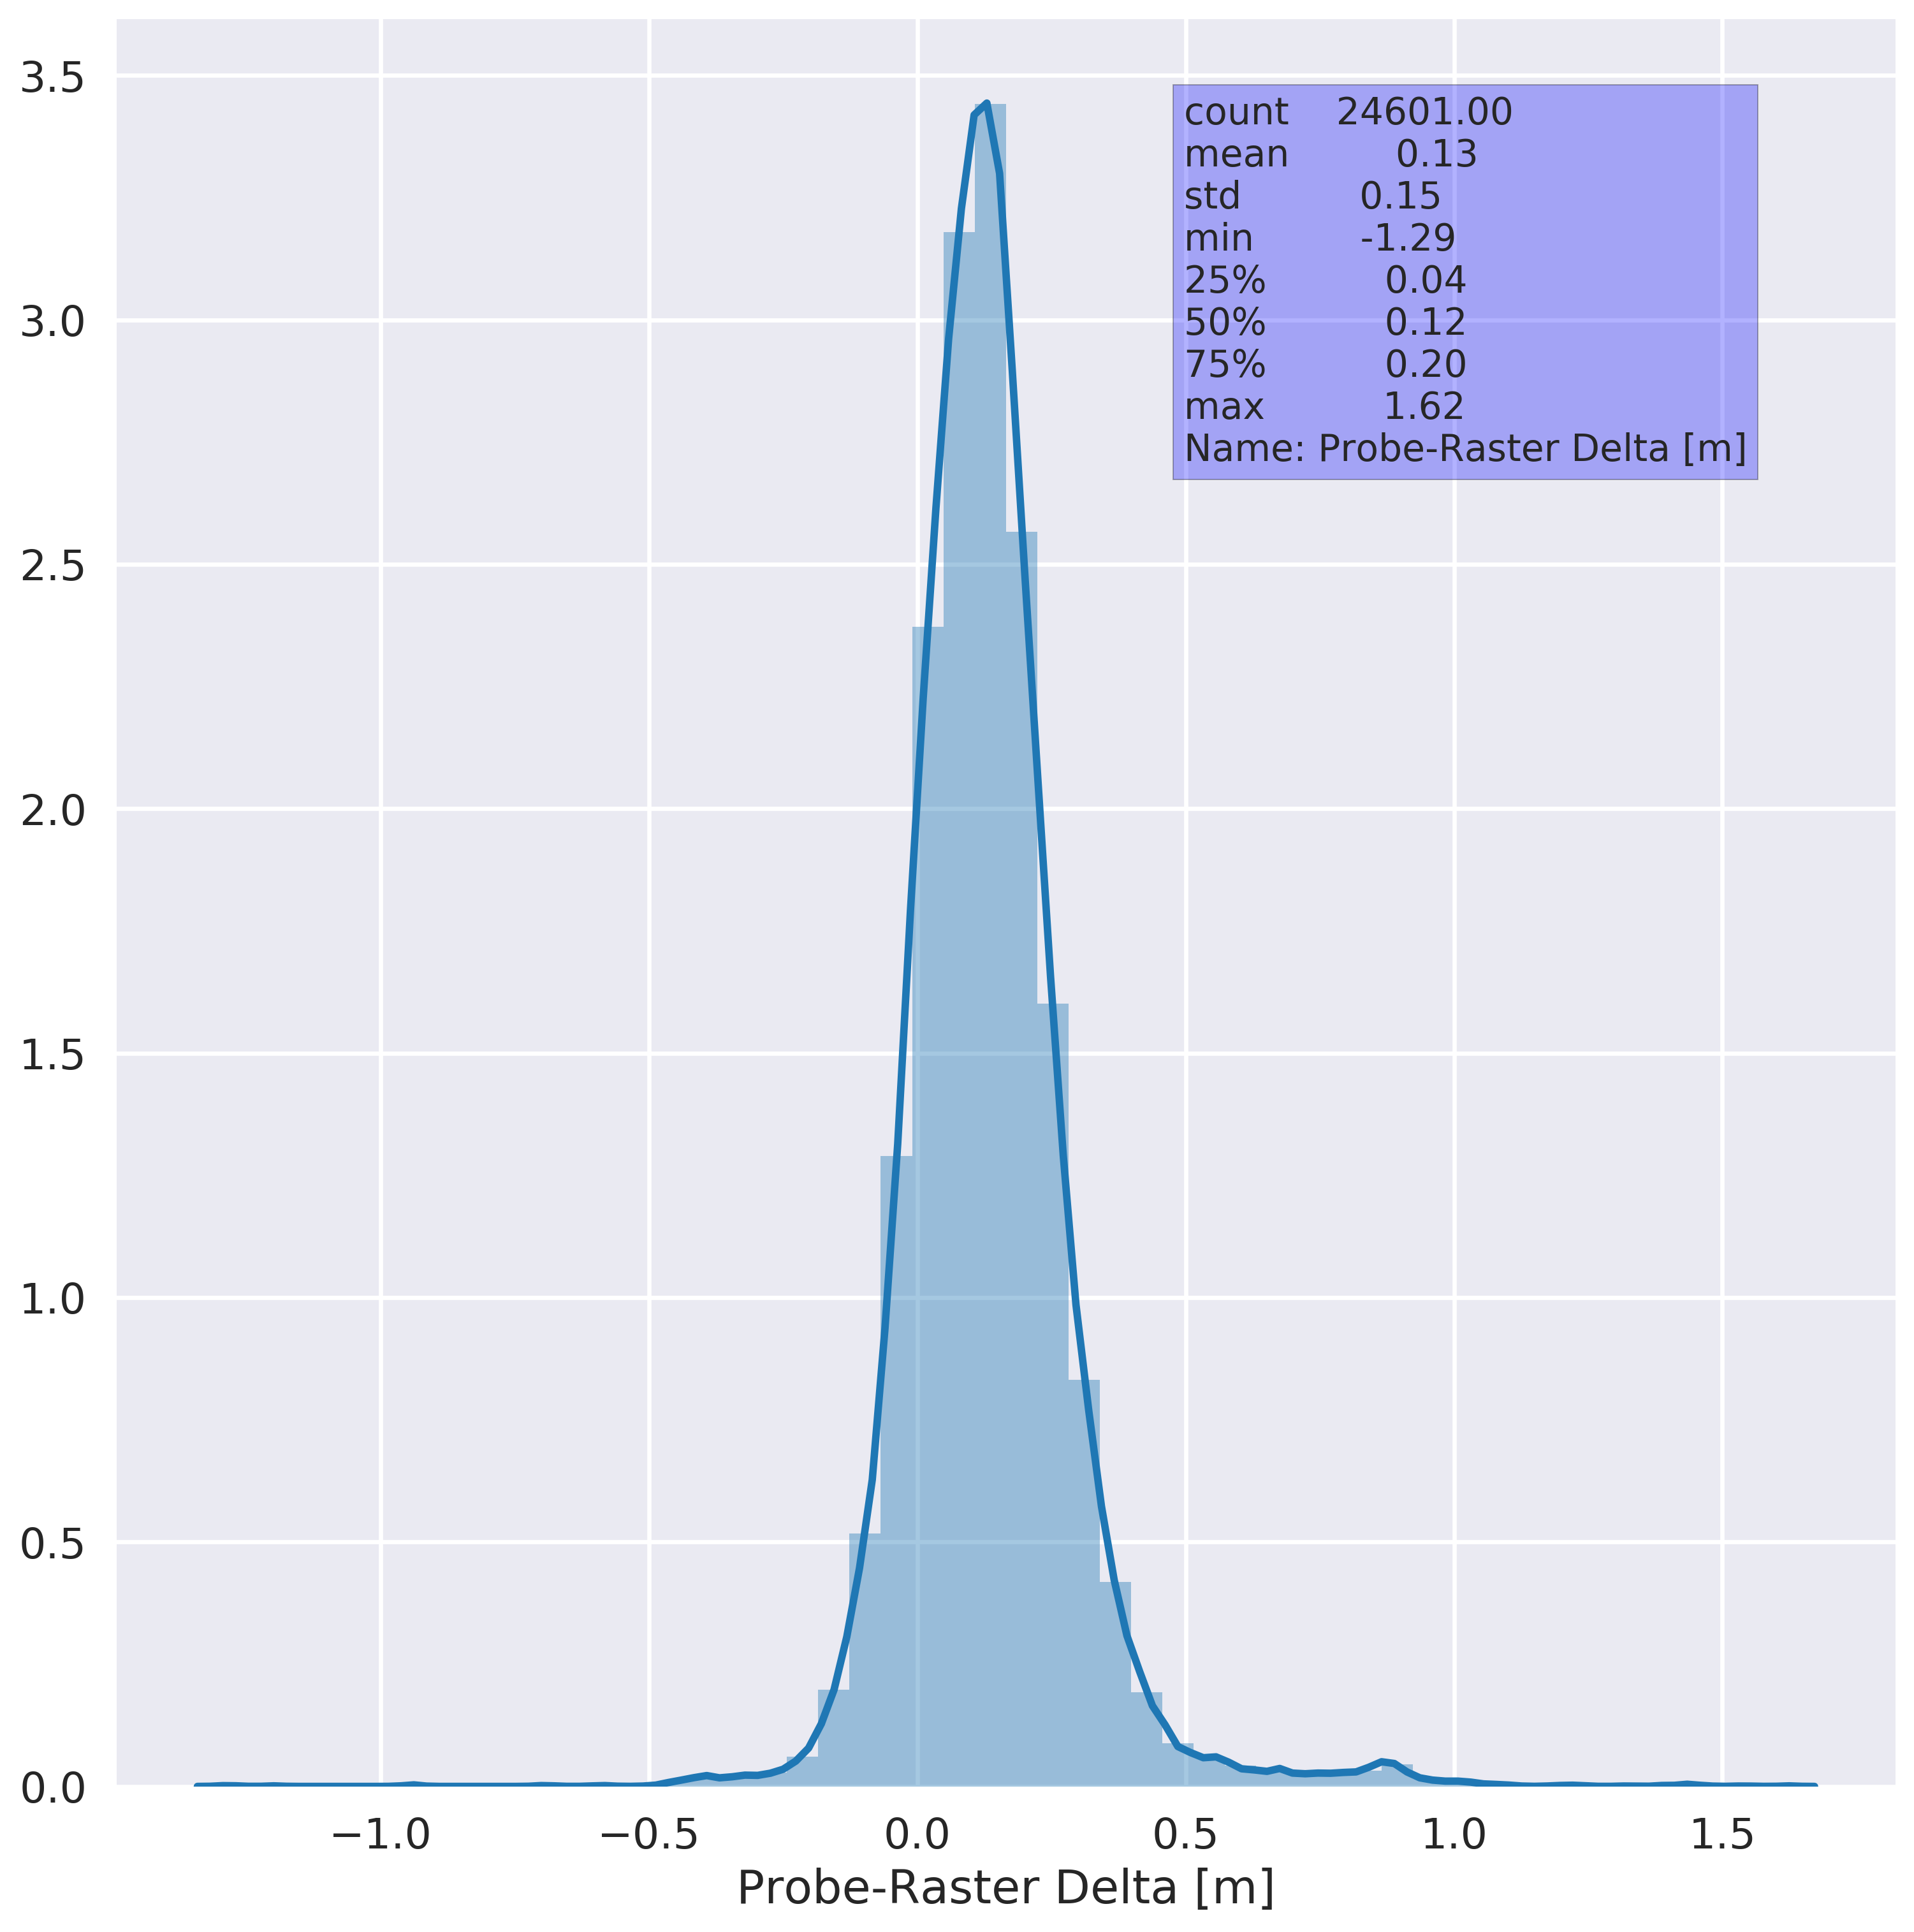 3.5
3.0
2.5
2.0
1.5
1.0
0.5
0.0
count 24601.00
mean 0.13
std 0.15
min -1.29
25% 0.04
50% 0.12
75% 0.20
max 1.62
Name: Probe-Raster Delta [m]
−1.0 −0.5 0.0 0.5 1.0 1.5
Probe-Raster Delta [m]